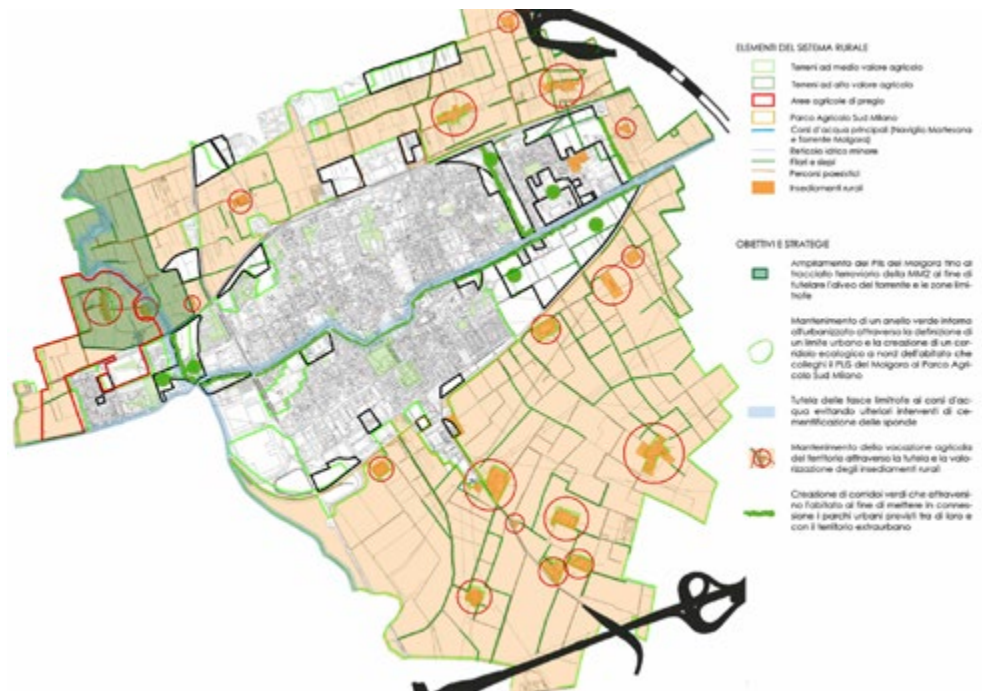 ELEMENTI DEL SISTEMA RURALE
Terreni ad medio valore agricolo
Terreni ad alto valore agricolo
Aree agricole di pregio
Parco Agricolo Sud Milano
Corsi d'acqua principali (Naviglio Martesana
e Torrente Molgora)
Reticolo idrico minore
Filari e siepi
Percorsi paesistici
Insediamenti rurali
OBIETTIVI E STRATEGIE
Ampliamento del Plis del Molgora fino al
tracciato ferroviario della MM2 al fine di
tutelare l'alveo del torrente e le zone limi-
trofe
Mantenimento di un anello verde intorno
all'urbanizzato attraverso la definizione di
un limite urbano e la creazione di un cor-
ridoio ecologico a nord dell'abitato che
colleghi il PLIS del Molgora al Parco Agri-
colo Sud Milano
Tutela delle fasce limitrofe ai corsi d'ac-
qua evitando ulteriori interventi di ce-
mentificazione delle sponde
Mantenimento della vocazione agricola
del territorio attraverso la tutela e la valo-
rizzazione degli insediamenti rurali
Creazione di corridoi verdi che attraversi-
no l'abitato al fine di mettere in connes-
sione i parchi urbani previsti tra di loro e
con il territorio extraurbano